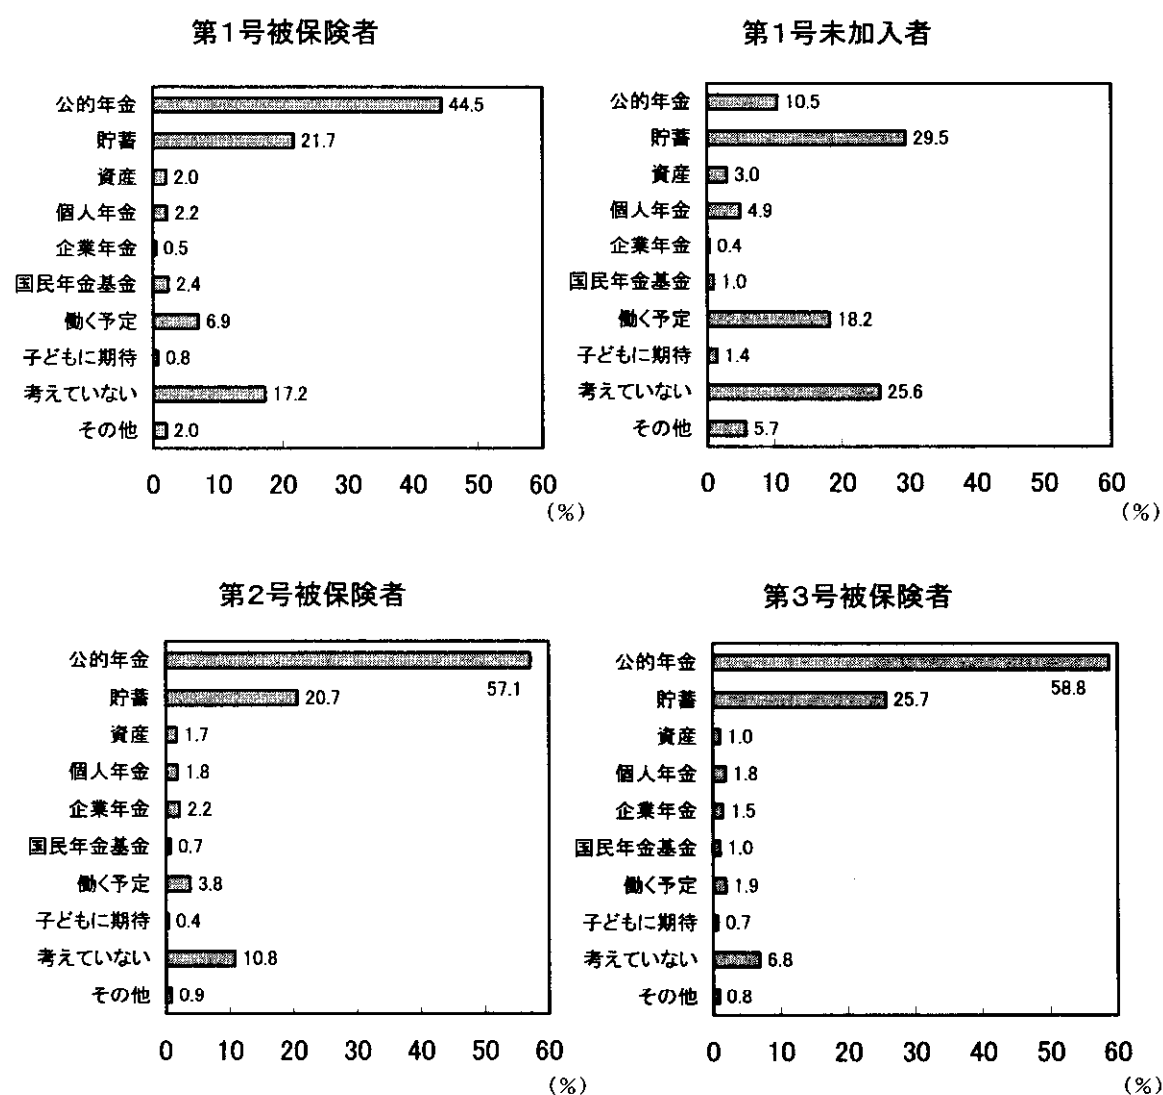 第1号被保険者
公的年金 44.5
貯蓄 21.7
資産 2.0
個人年金 2.2
企業年金 0.5
国民年金基金 2.4
働く予定 6.9
子どもに期待 0.8
考えていない 17.2
その他 2.0
0 10 20 30 40 50 60
(%)
第1号未加入者
公的年金 10.5
貯蓄 29.5
資産 3.0
個人年金 4.9
企業年金 0.4
国民年金基金 1.0
働く予定 18.2
子どもに期待 1.4
考えていない 25.6
その他 5.7
0 10 20 30 40 50 60
(%)
第2号被保険者
公的年金 57.1
貯蓄 20.7
資産 1.7
個人年金 1.8
企業年金 2.2
国民年金基金 0.7
働く予定 3.8
子どもに期待 0.4
考えていない 10.8
その他 0.9
0 10 20 30 40 50 60
(%)
第3号被保険者
公的年金 58.8
貯蓄 25.7
資産 1.0
個人年金 1.8
企業年金 1.5
国民年金基金 1.0
働く予定 1.9
子どもに期待 0.7
考えていない 6.8
その他 0.8
0 10 20 30 40 50 60
(%)